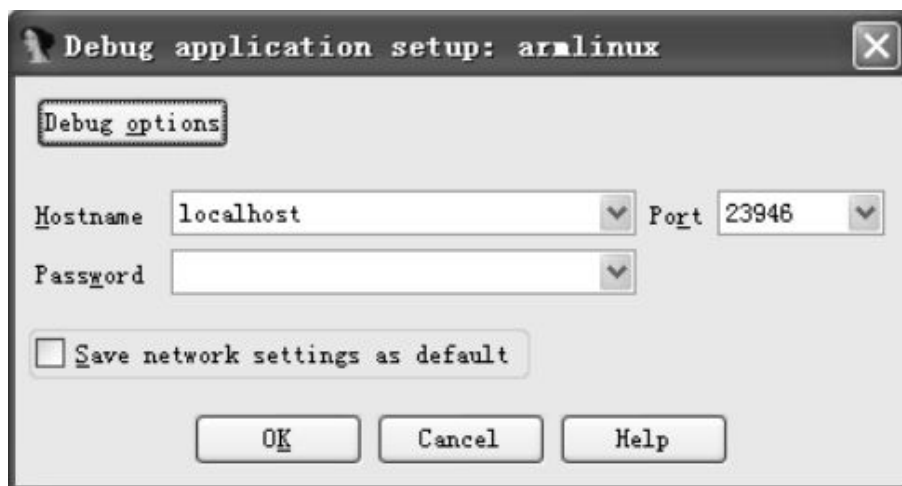 Debug application setup: armlinux
Debug options
Hostname localhost Port 23946
Password
Save network settings as default
OK Cancel Help